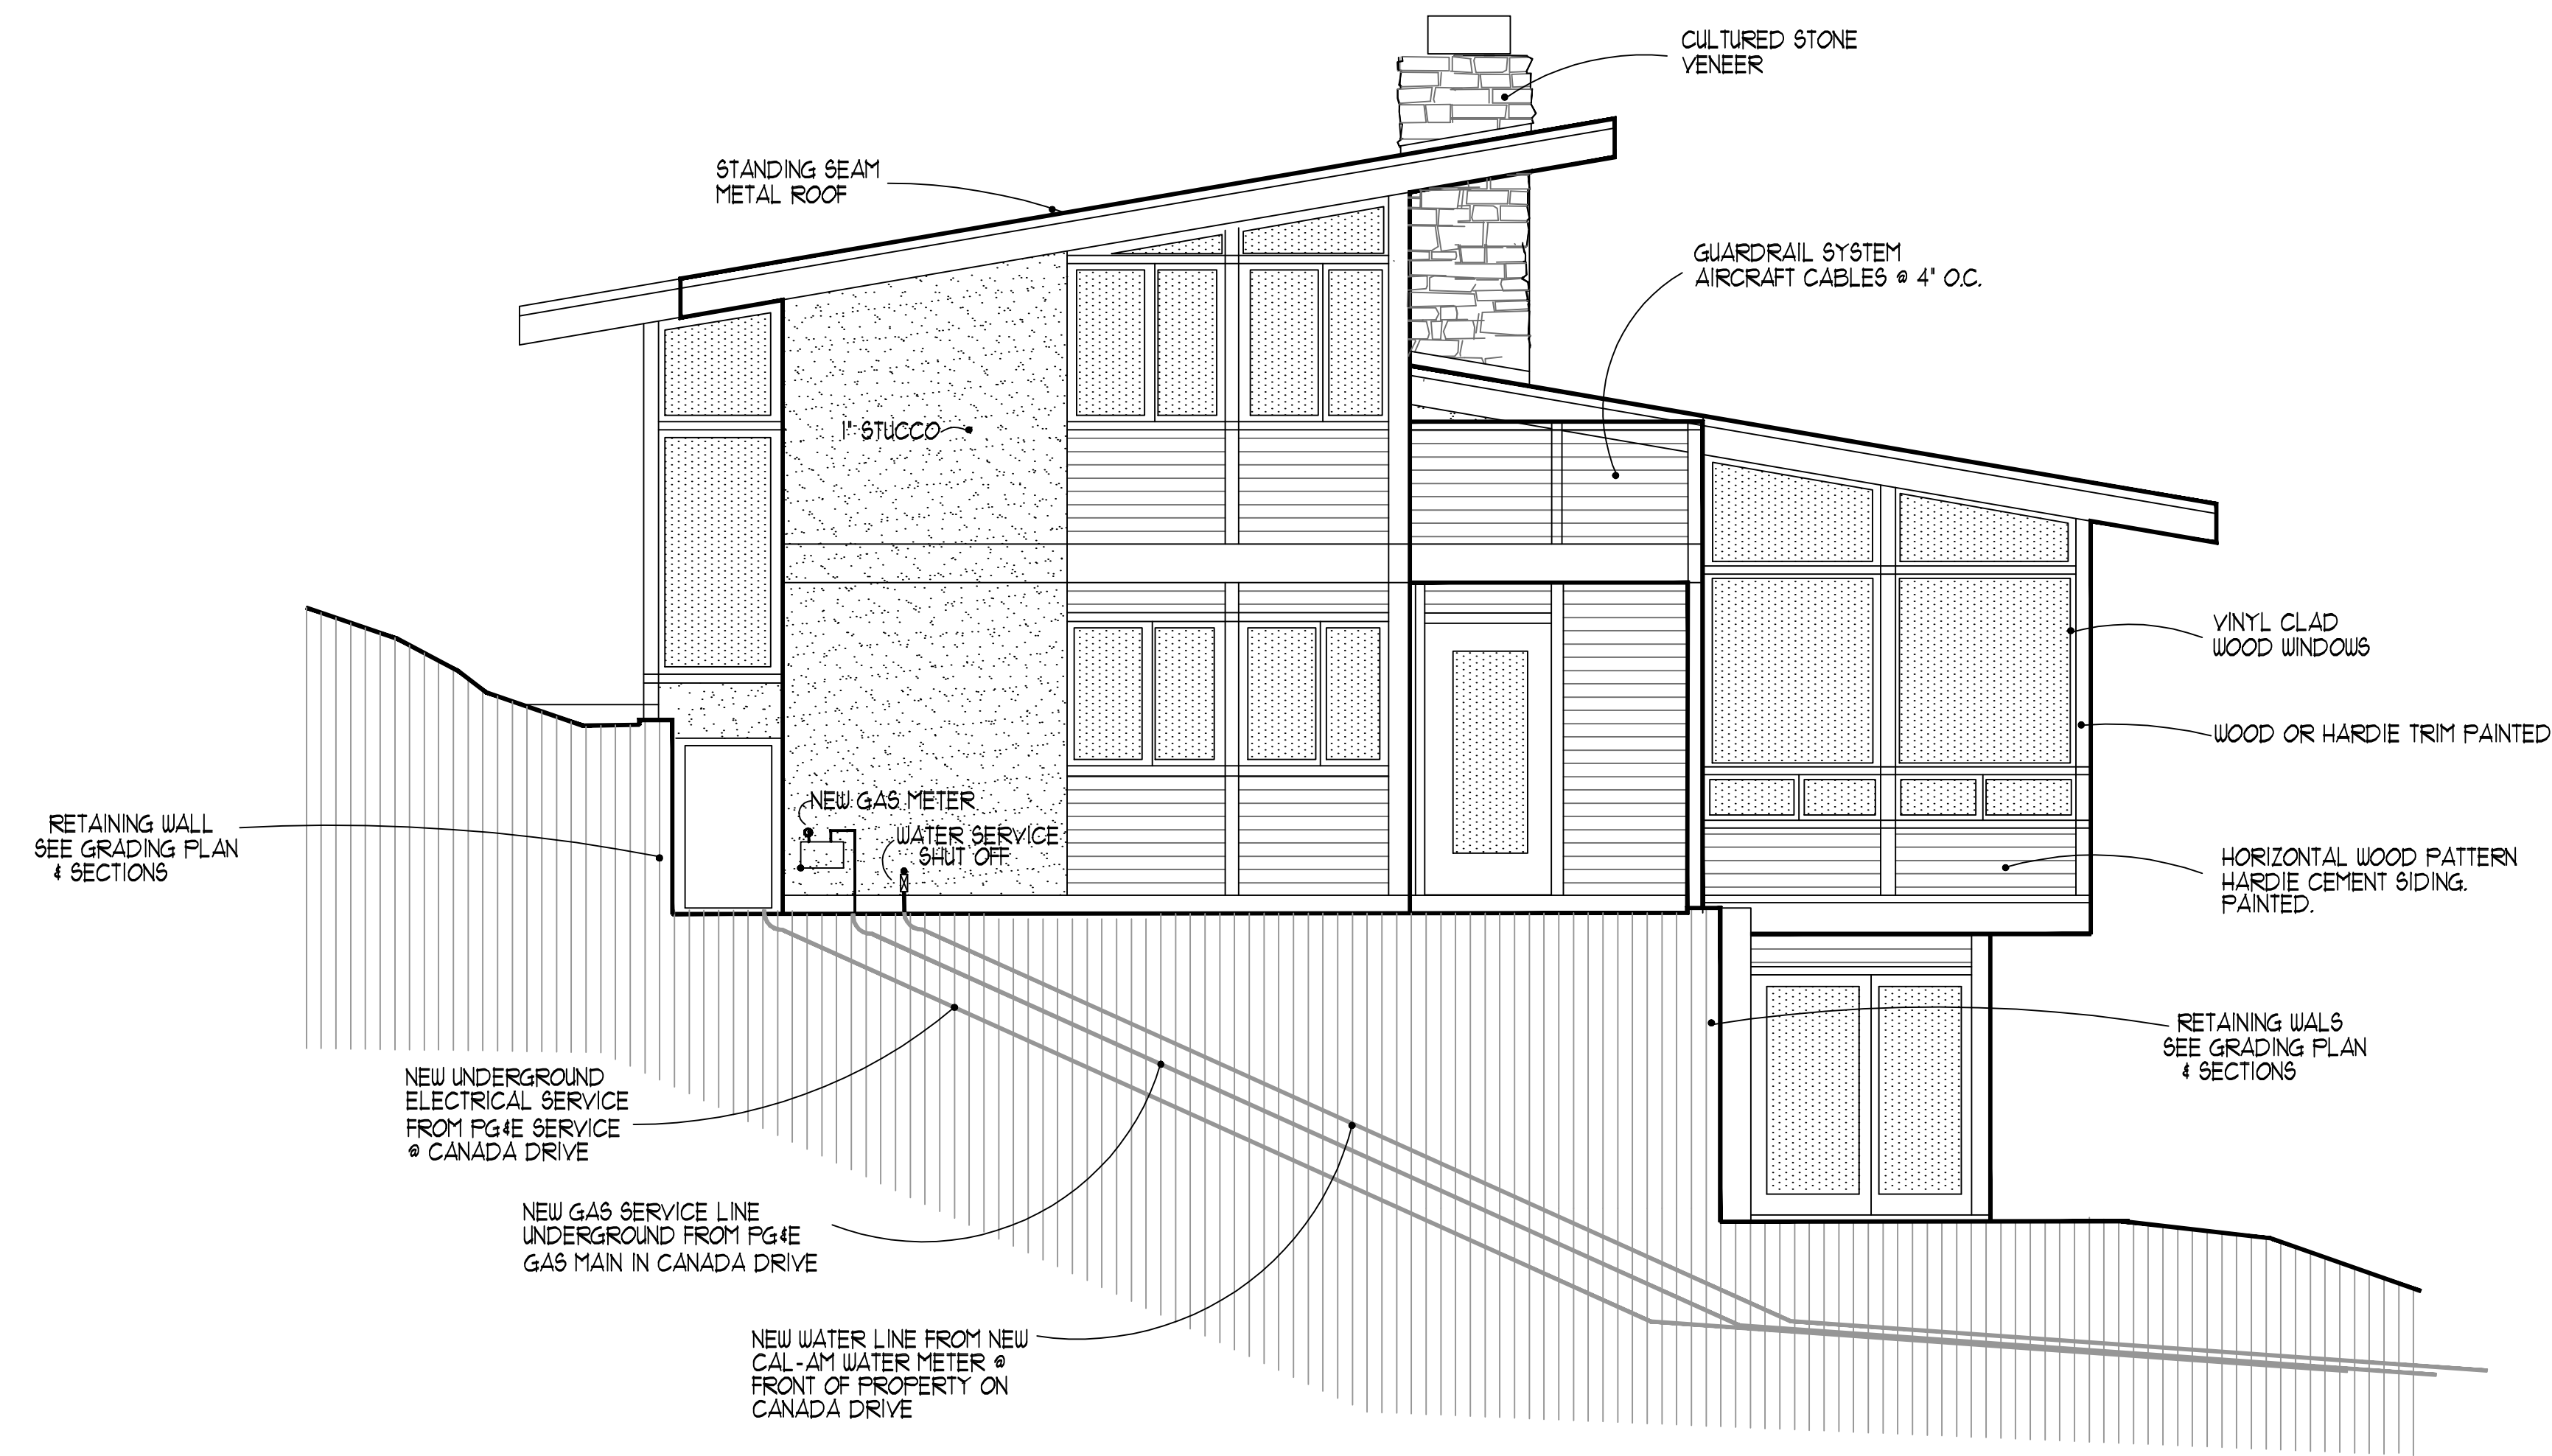 CULTURED STONE
VENEER
STANDING SEAM
METAL ROOF
GUARDRAIL SYSTEM
AIRCRAFT CABLES @ 4" O.C.
1" STUCCO
VINYL CLAD
WOOD WINDOWS
WOOD OR HARDIE TRIM PAINTED
NEW GAS METER
WATER SERVICE
SHUT OFF
RETAINING WALL
SEE GRADING PLAN
& SECTIONS
HORIZONTAL WOOD PATTERN
HARDIE CEMENT SIDING.
PAINTED.
RETAINING WALS
SEE GRADING PLAN
& SECTIONS
NEW UNDERGROUND
ELECTRICAL SERVICE
FROM PG&E SERVICE
@ CANADA DRIVE
NEW GAS SERVICE LINE
UNDERGROUND FROM PG&E
GAS MAIN IN CANADA DRIVE
NEW WATER LINE FROM NEW
CAL-AM WATER METER @
FRONT OF PROPERTY ON
CANADA DRIVE